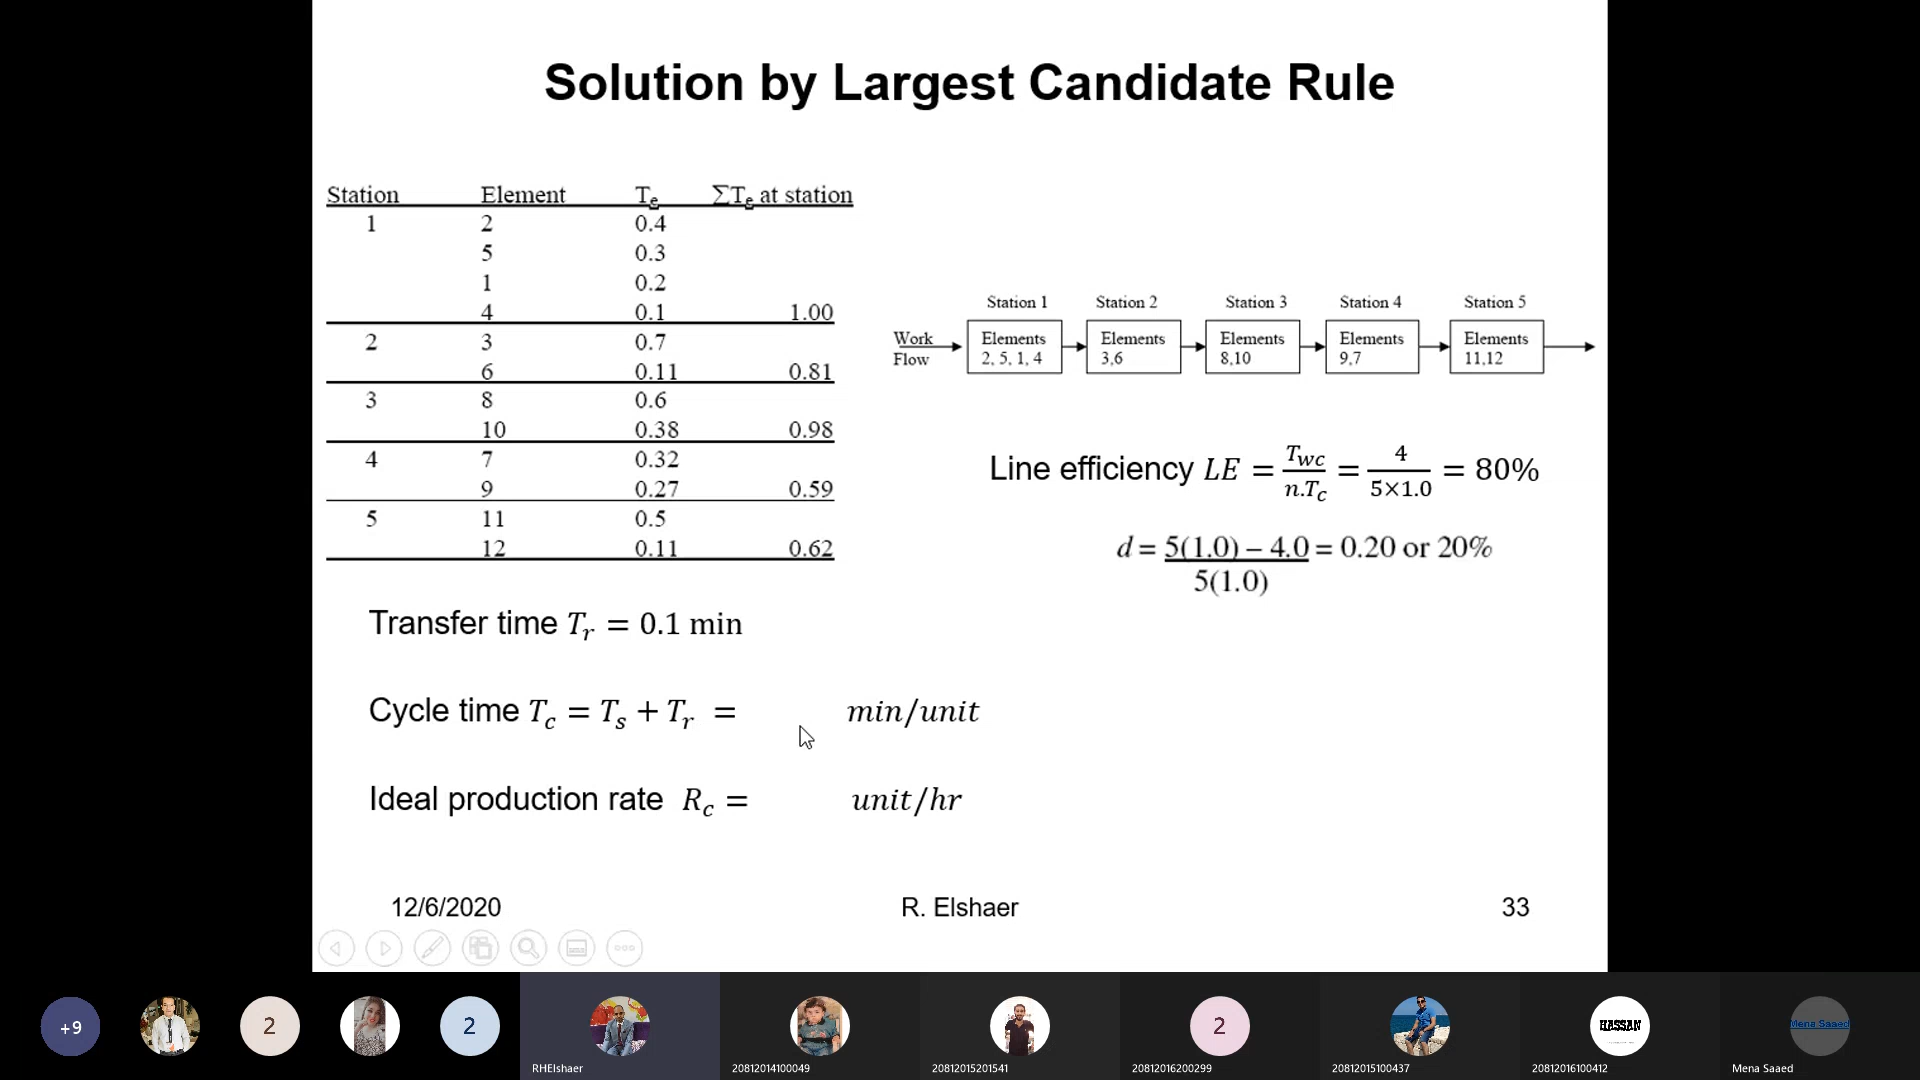 Solution by Largest Candidate Rule
Station Element Te ΣTe at station
1 2 0.4
5 0.3
1 0.2
4 0.1 1.00
2 3 0.7
6 0.11 0.81
3 8 0.6
10 0.38 0.98
4 7 0.32
9 0.27 0.59
5 11 0.5
12 0.11 0.62
Station 1 Station 2 Station 3 Station 4 Station 5
Work Flow
Elements 2, 5, 1, 4
Elements 3,6
Elements 8,10
Elements 9,7
Elements 11,12
Line efficiency LE = Twc / n.Tc = 4 / 5×1.0 = 80%
d = 5(1.0) – 4.0 / 5(1.0) = 0.20 or 20%
Transfer time Tr = 0.1 min
Cycle time Tc = Ts + Tr = min/unit
Ideal production rate Rc = unit/hr
12/6/2020 R. Elshaer 33
+9 2 2 2 HASSAN Mena Saaed
RHElshaer 20812014100049 20812015201541 20812016200299 20812015100437 20812016100412 Mena Saaed